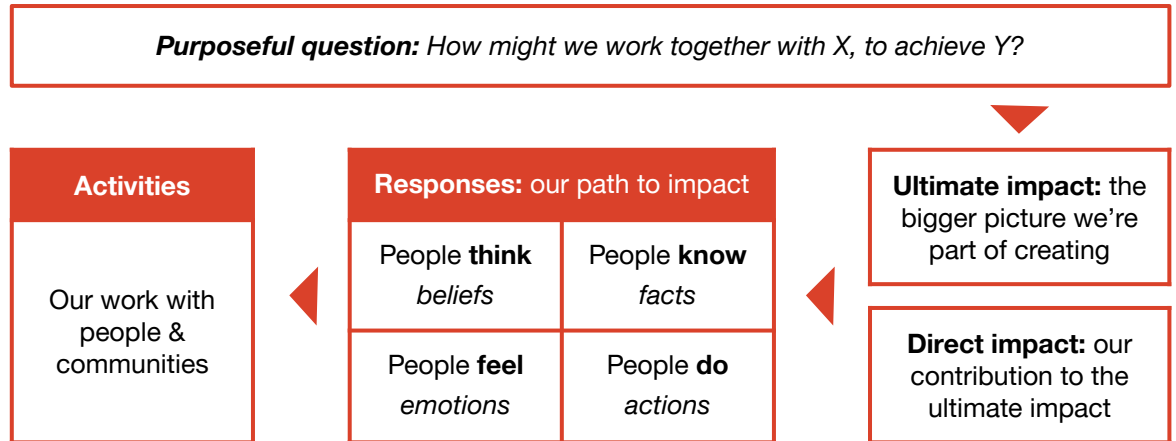 Purposeful question: How might we work together with X, to achieve Y?
Activities
Our work with
people &
communities
Responses: our path to impact
People think
beliefs
People know
facts
People feel
emotions
People do
actions
Ultimate impact: the
bigger picture we’re
part of creating
Direct impact: our
contribution to the
ultimate impact